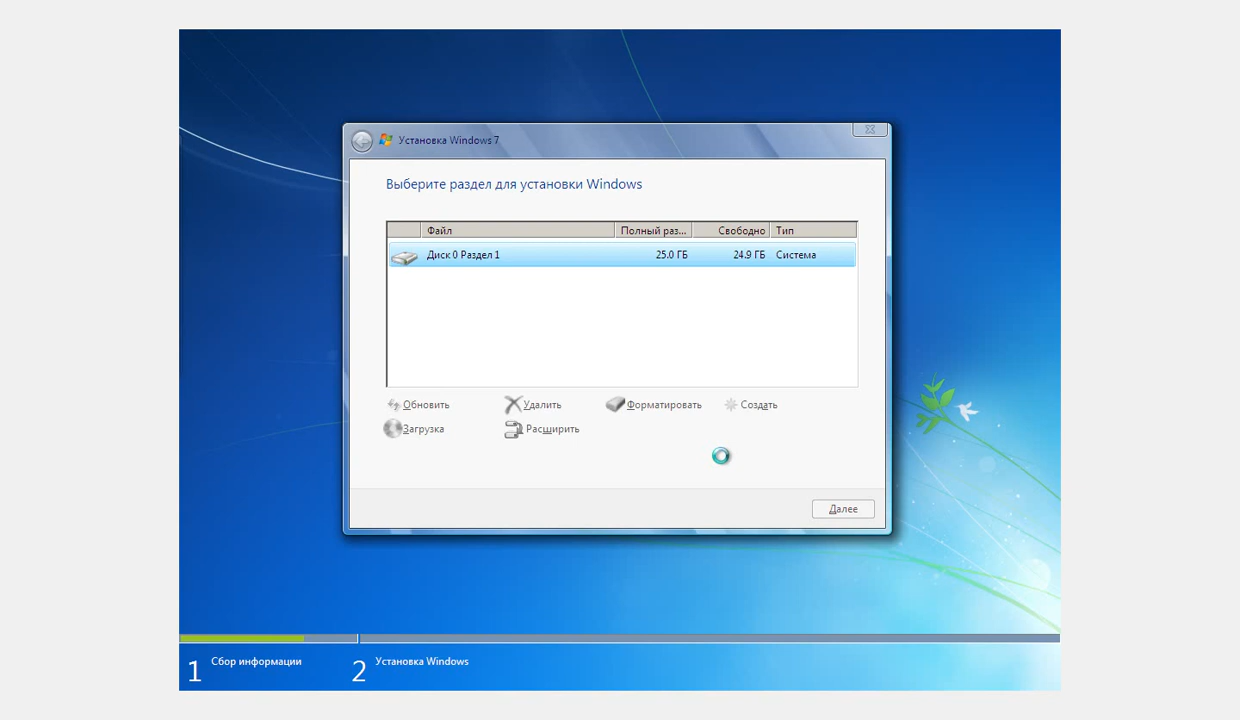 Установка Windows 7
Выберите раздел для установки Windows
Файл Полный раз... Свободно Тип
Диск 0 Раздел 1 25.0 ГБ 24.9 ГБ Система
Обновить Удалить Форматировать Создать
Загрузка Расширить
Далее
1 Сбор информации 2 Установка Windows